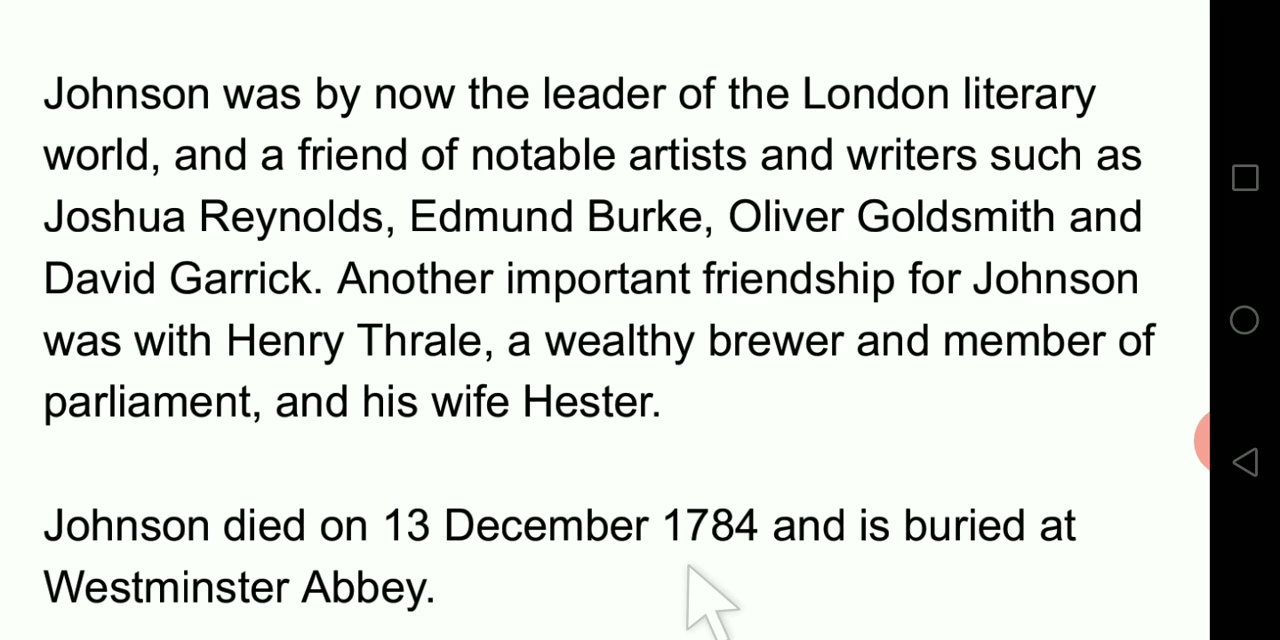 Johnson was by now the leader of the London literary
world, and a friend of notable artists and writers such as
Joshua Reynolds, Edmund Burke, Oliver Goldsmith and
David Garrick. Another important friendship for Johnson
was with Henry Thrale, a wealthy brewer and member of
parliament, and his wife Hester.
Johnson died on 13 December 1784 and is buried at
Westminster Abbey.